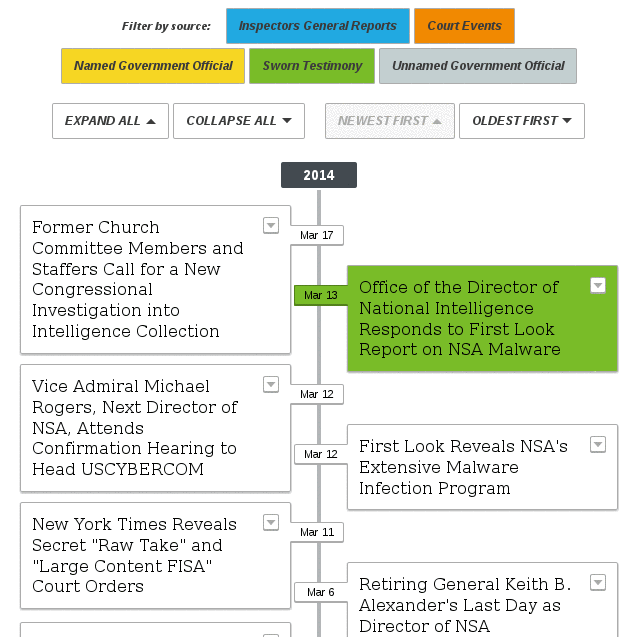 Filter by source:
Inspectors General Reports
Court Events
Named Government Official
Sworn Testimony
Unnamed Government Official
EXPAND ALL
COLLAPSE ALL
NEWEST FIRST
OLDEST FIRST
2014
Mar 17
Former Church
Committee Members and
Staffers Call for a New
Congressional
Investigation into
Intelligence Collection
Mar 13
Office of the Director of
National Intelligence
Responds to First Look
Report on NSA Malware
Mar 12
Vice Admiral Michael
Rogers, Next Director of
NSA, Attends
Confirmation Hearing to
Head USCYBERCOM
Mar 12
First Look Reveals NSA's
Extensive Malware
Infection Program
Mar 11
New York Times Reveals
Secret "Raw Take" and
"Large Content FISA"
Court Orders
Mar 6
Retiring General Keith B.
Alexander's Last Day as
Director of NSA